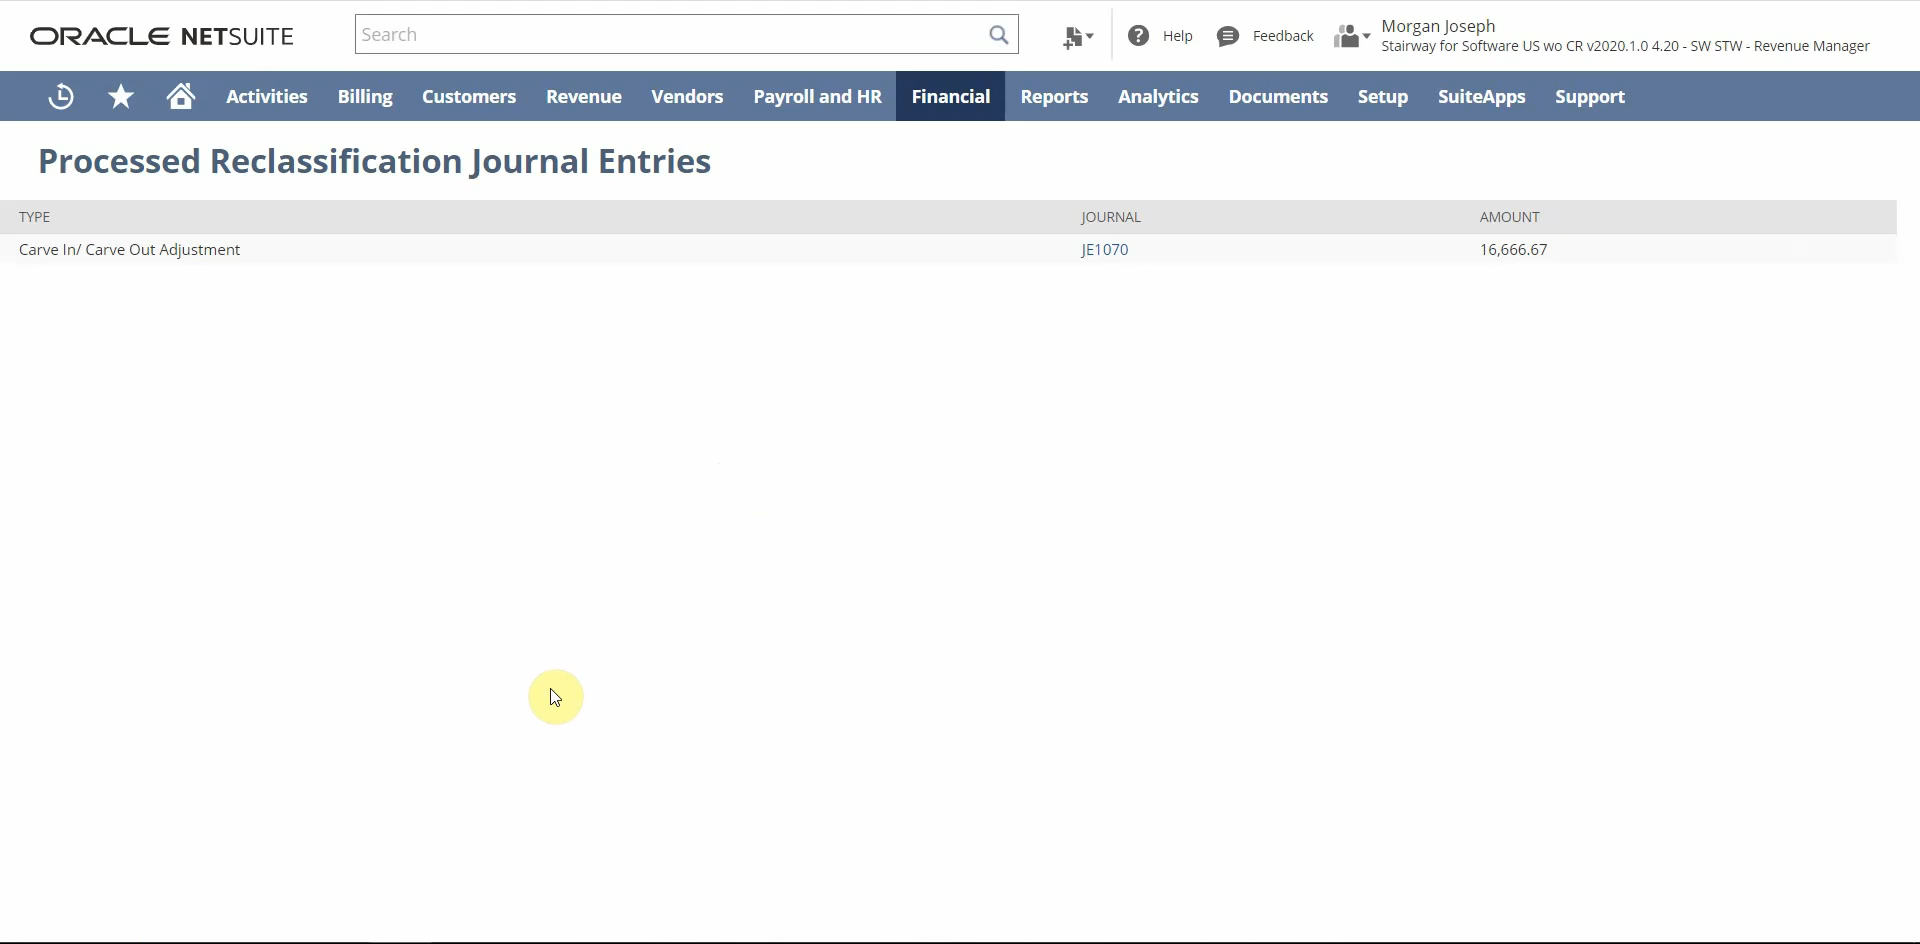 ORACLE NETSUITE
Search
Help
Feedback
Morgan Joseph
Stairway for Software US wo CR v2020.1.0 4.20 - SW STW - Revenue Manager
Activities
Billing
Customers
Revenue
Vendors
Payroll and HR
Financial
Reports
Analytics
Documents
Setup
SuiteApps
Support
Processed Reclassification Journal Entries
TYPE
JOURNAL
AMOUNT
Carve In/ Carve Out Adjustment
JE1070
16,666.67